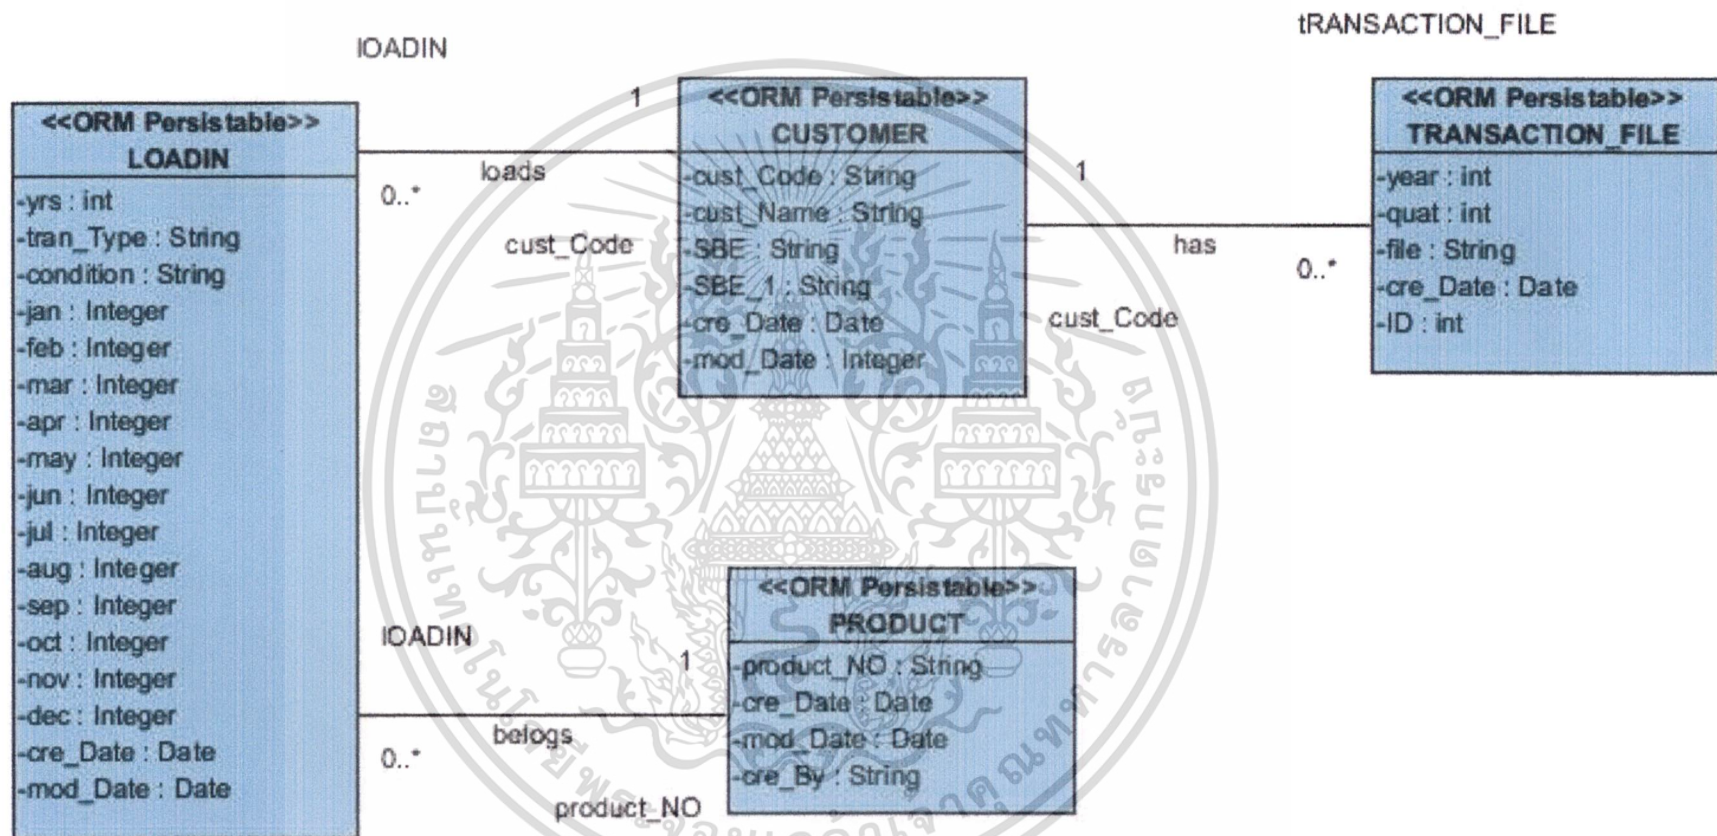 lOADIN
tRANSACTION_FILE
<<ORM Persistable>>
LOADIN
-yrs : int
-tran_Type : String
-condition : String
-jan : Integer
-feb : Integer
-mar : Integer
-apr : Integer
-may : Integer
-jun : Integer
-jul : Integer
-aug : Integer
-sep : Integer
-oct : Integer
-nov : Integer
-dec : Integer
-cre_Date : Date
-mod_Date : Date
1
loads
0..*
cust_Code
<<ORM Persistable>>
CUSTOMER
-cust_Code : String
-cust_Name : String
-SBE : String
-SBE_1 : String
-cre_Date : Date
-mod_Date : Integer
1
has
0..*
cust_Code
<<ORM Persistable>>
TRANSACTION_FILE
-year : int
-quat : int
-file : String
-cre_Date : Date
-ID : int
lOADIN
1
belogs
0..*
product_NO
<<ORM Persistable>>
PRODUCT
-product_NO : String
-cre_Date : Date
-mod_Date : Date
-cre_By : String